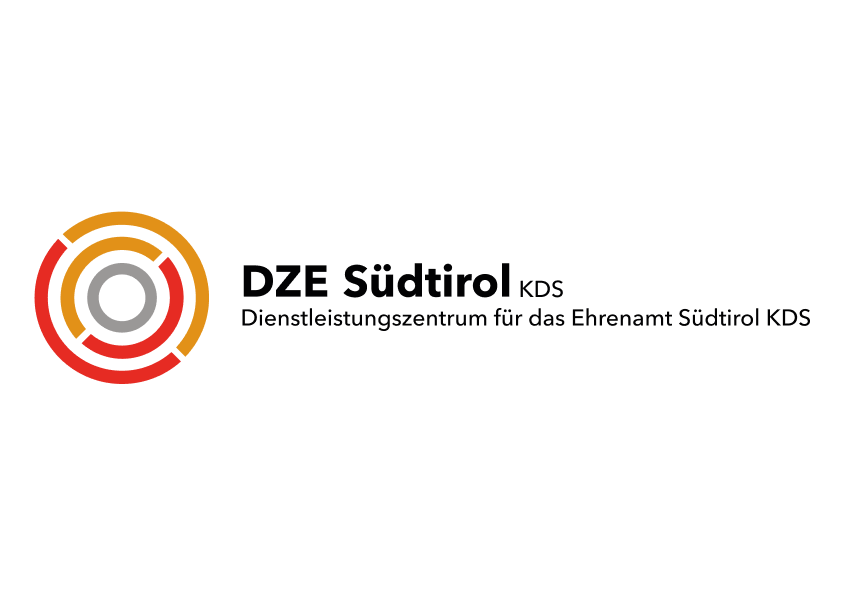 DZE Südtirol KDS
Dienstleistungszentrum für das Ehrenamt Südtirol KDS